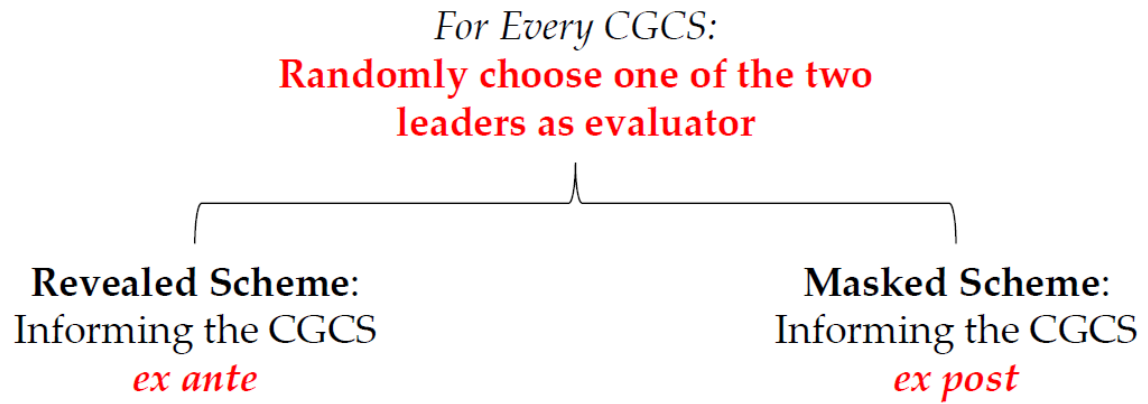 For Every CGCS:
Randomly choose one of the two
leaders as evaluator
Revealed Scheme:
Informing the CGCS
ex ante
Masked Scheme:
Informing the CGCS
ex post